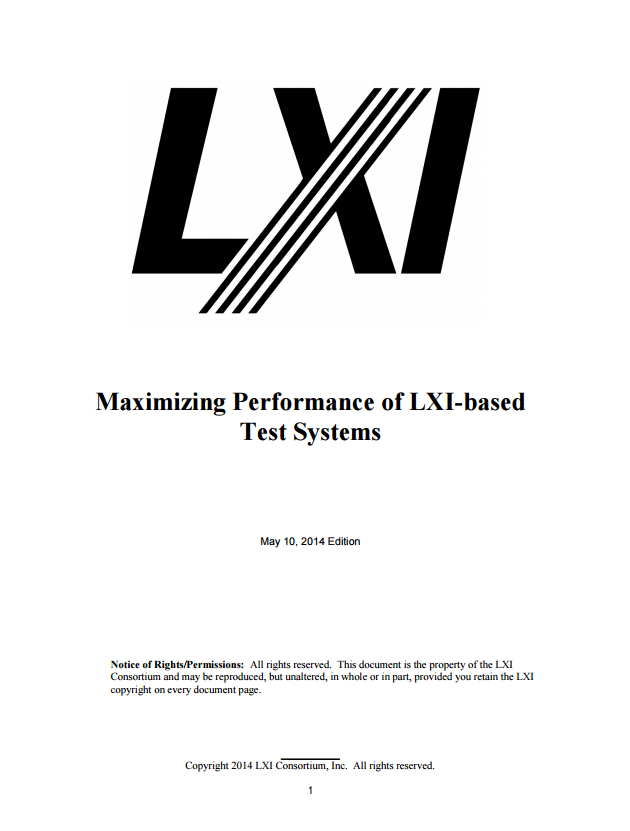 LXI
Maximizing Performance of LXI-based
Test Systems
May 10, 2014 Edition
Notice of Rights/Permissions:  All rights reserved.  This document is the property of the LXI
Consortium and may be reproduced, but unaltered, in whole or in part, provided you retain the LXI
copyright on every document page.
Copyright 2014 LXI Consortium, Inc.  All rights reserved.
1